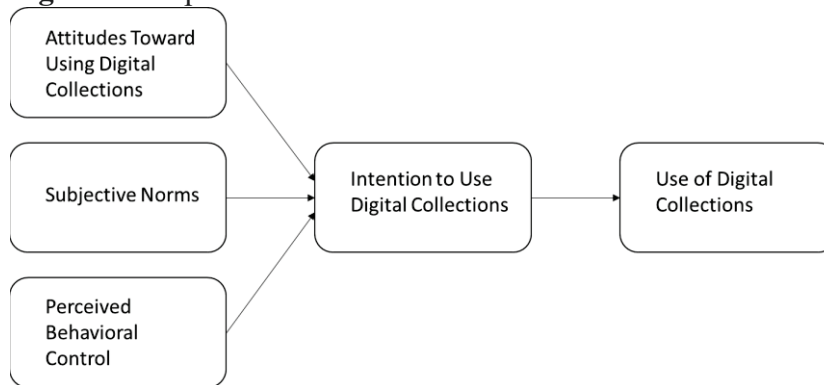 Attitudes Toward
Using Digital
Collections
Subjective Norms
Intention to Use
Digital Collections
Use of Digital
Collections
Perceived
Behavioral
Control